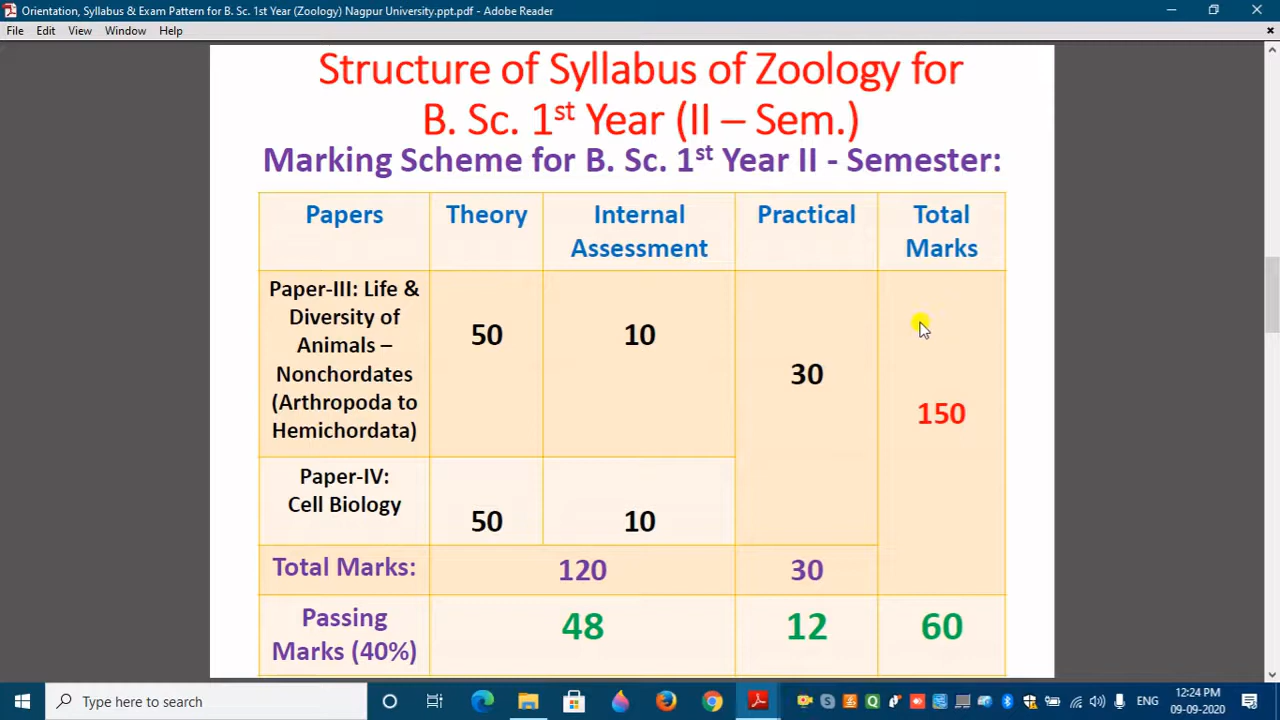 Orientation, Syllabus & Exam Pattern for B. Sc. 1st Year (Zoology) Nagpur University.ppt.pdf - Adobe Reader
File Edit View Window Help
Structure of Syllabus of Zoology for
B. Sc. 1st Year (II – Sem.)
Marking Scheme for B. Sc. 1st Year II - Semester:
Papers Theory Internal Assessment Practical Total Marks
Paper-III: Life &
Diversity of
Animals –
Nonchordates
(Arthropoda to
Hemichordata)
50 10 30 150
Paper-IV:
Cell Biology
50 10
Total Marks: 120 30
Passing
Marks (40%)
48 12 60
Type here to search
ENG
12:24 PM
09-09-2020